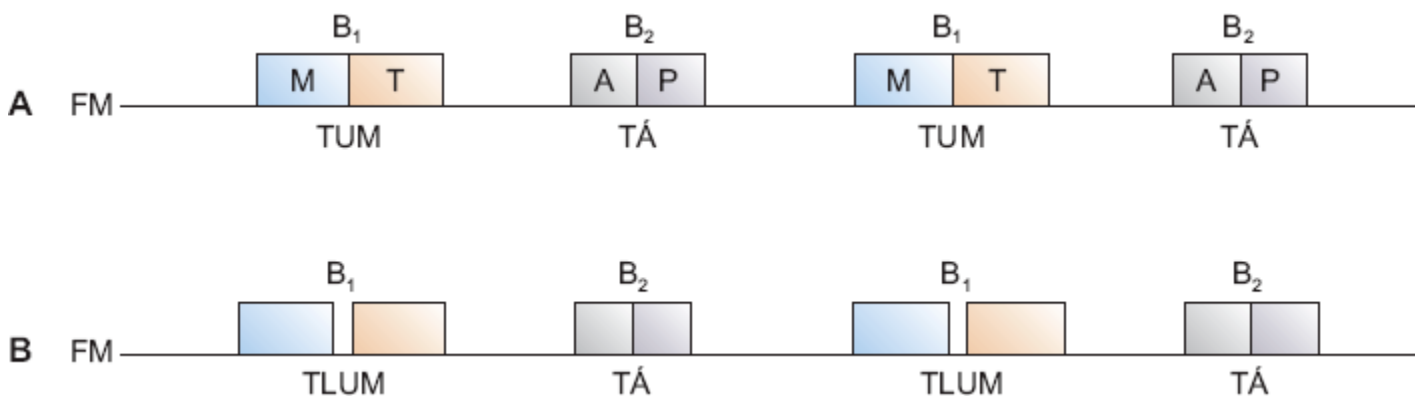 B₁ B₂ B₁ B₂
M T A P M T A P
A FM
TUM TÁ TUM TÁ
B₁ B₂ B₁ B₂
B FM
TLUM TÁ TLUM TÁ